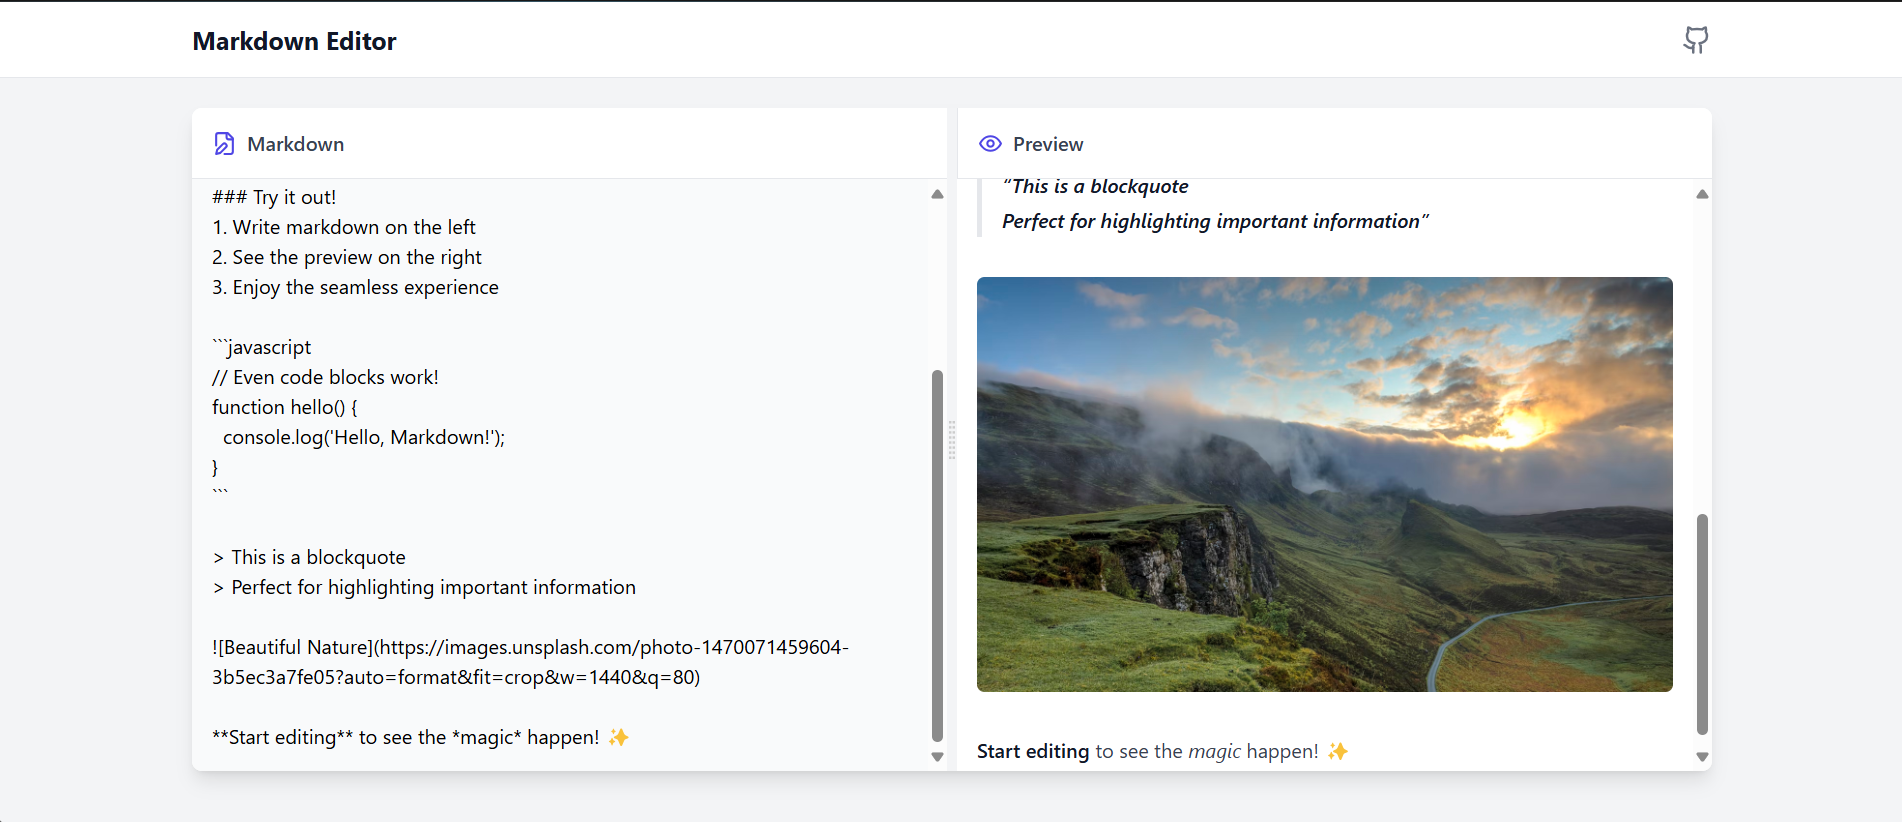 Markdown Editor
Markdown
### Try it out!
1. Write markdown on the left
2. See the preview on the right
3. Enjoy the seamless experience
```javascript
// Even code blocks work!
function hello() {
  console.log('Hello, Markdown!');
}
```
> This is a blockquote
> Perfect for highlighting important information
![Beautiful Nature](https://images.unsplash.com/photo-1470071459604-
3b5ec3a7fe05?auto=format&fit=crop&w=1440&q=80)
**Start editing** to see the *magic* happen! ✨
Preview
“This is a blockquote
Perfect for highlighting important information”
Start editing to see the magic happen! ✨